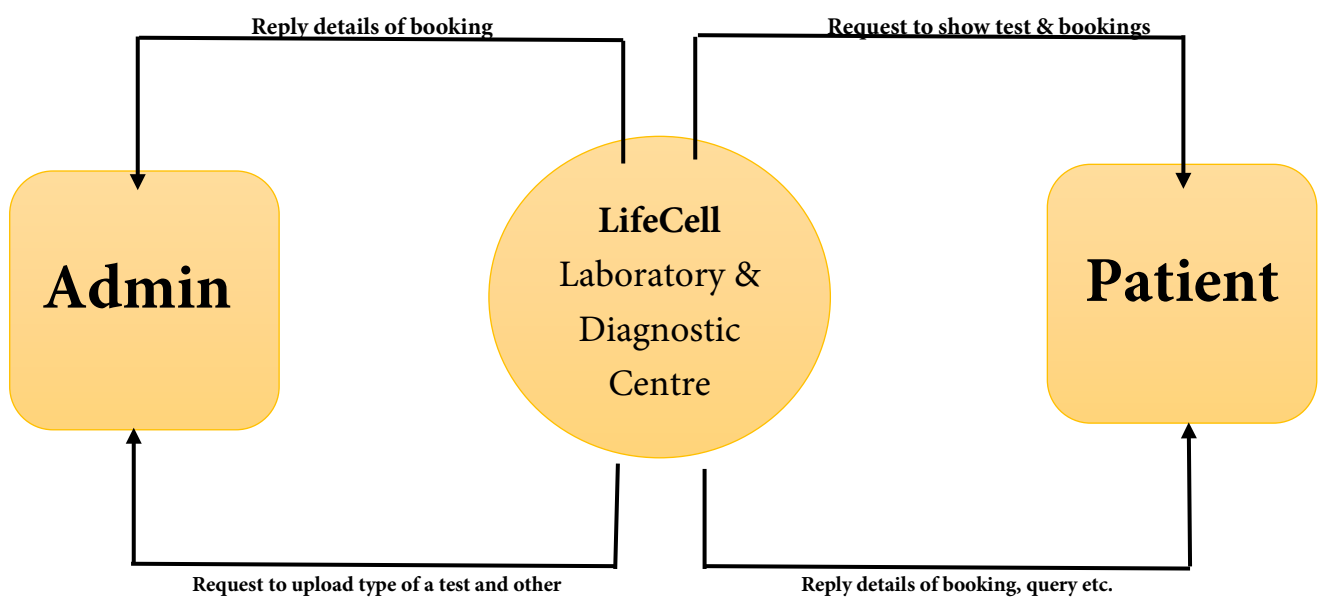 Reply details of booking
Request to show test & bookings
Admin
LifeCell
Laboratory &
Diagnostic
Centre
Patient
Request to upload type of a test and other
Reply details of booking, query etc.